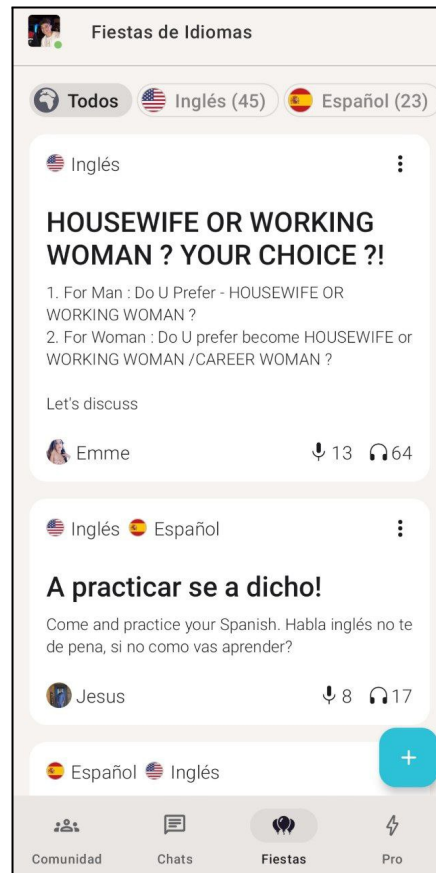 Fiestas de Idiomas
Todos
Inglés (45)
Español (23)
Inglés
HOUSEWIFE OR WORKING
WOMAN ? YOUR CHOICE ?!
1. For Man : Do U Prefer - HOUSEWIFE OR
WORKING WOMAN ?
2. For Woman : Do U prefer become HOUSEWIFE or
WORKING WOMAN /CAREER WOMAN ?
Let's discuss
Emme 13 64
Inglés Español
A practicar se a dicho!
Come and practice your Spanish. Habla inglés no te
de pena, si no como vas aprender?
Jesus 8 17
Español Inglés
+
Comunidad Chats Fiestas Pro